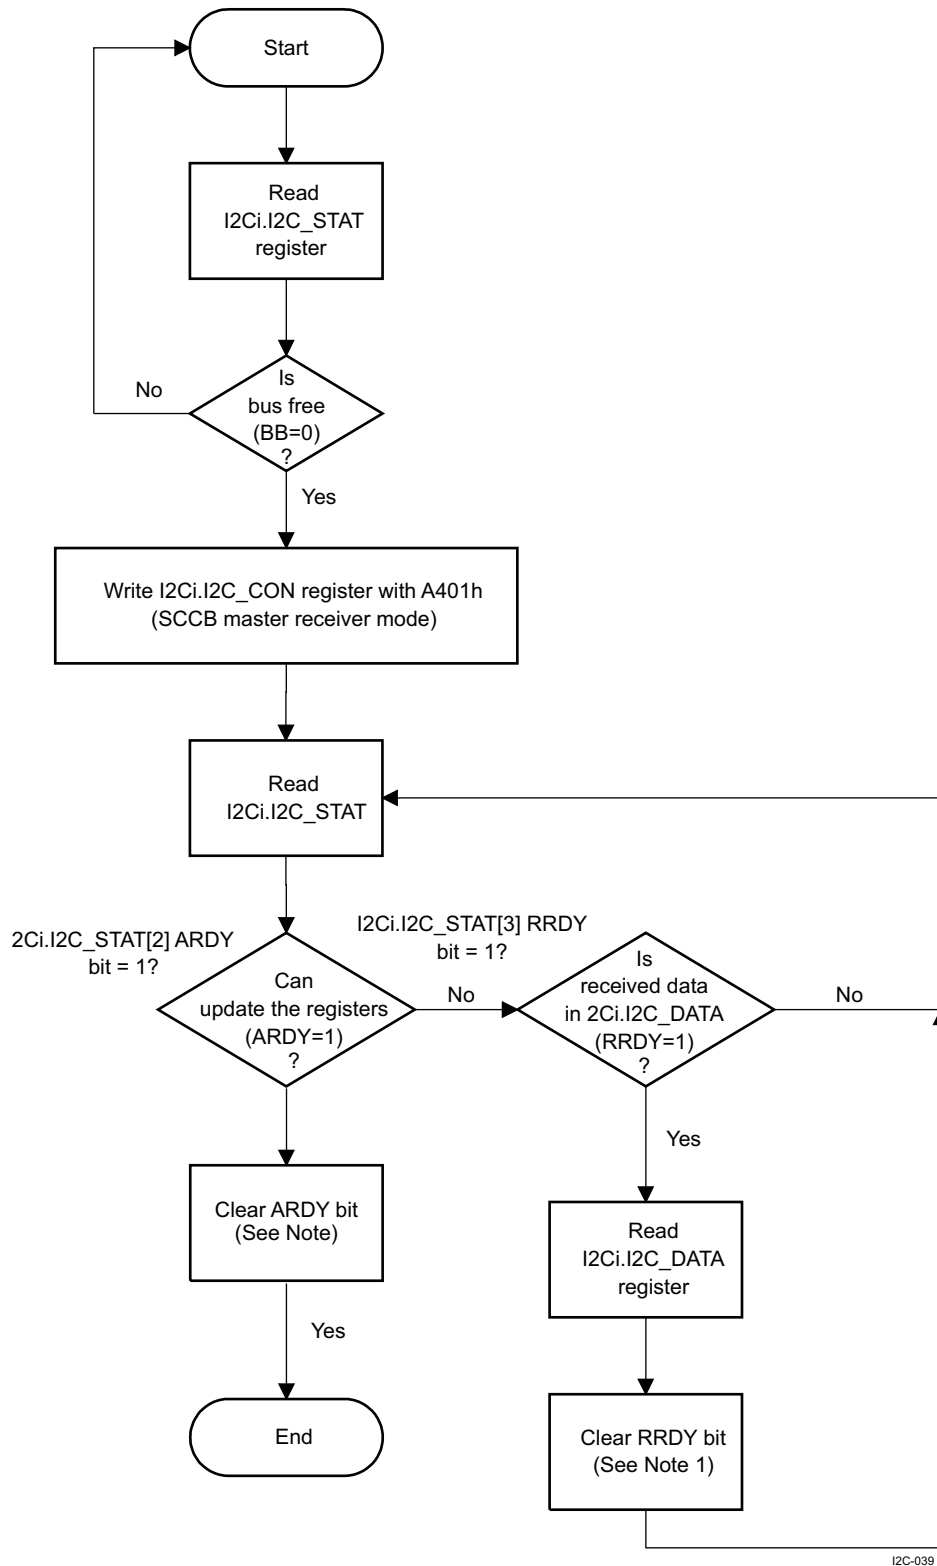 Start
Read
I2Ci.I2C_STAT
register
Is
bus free
(BB=0)
?
No
Yes
Write I2Ci.I2C_CON register with A401h
(SCCB master receiver mode)
Read
I2Ci.I2C_STAT
2Ci.I2C_STAT[2] ARDY
bit = 1?
Can
update the registers
(ARDY=1)
?
No
I2Ci.I2C_STAT[3] RRDY
bit = 1?
Is
received data
in 2Ci.I2C_DATA
(RRDY=1)
?
No
Yes
Clear ARDY bit
(See Note)
Yes
End
Read
I2Ci.I2C_DATA
register
Clear RRDY bit
(See Note 1)
I2C-039